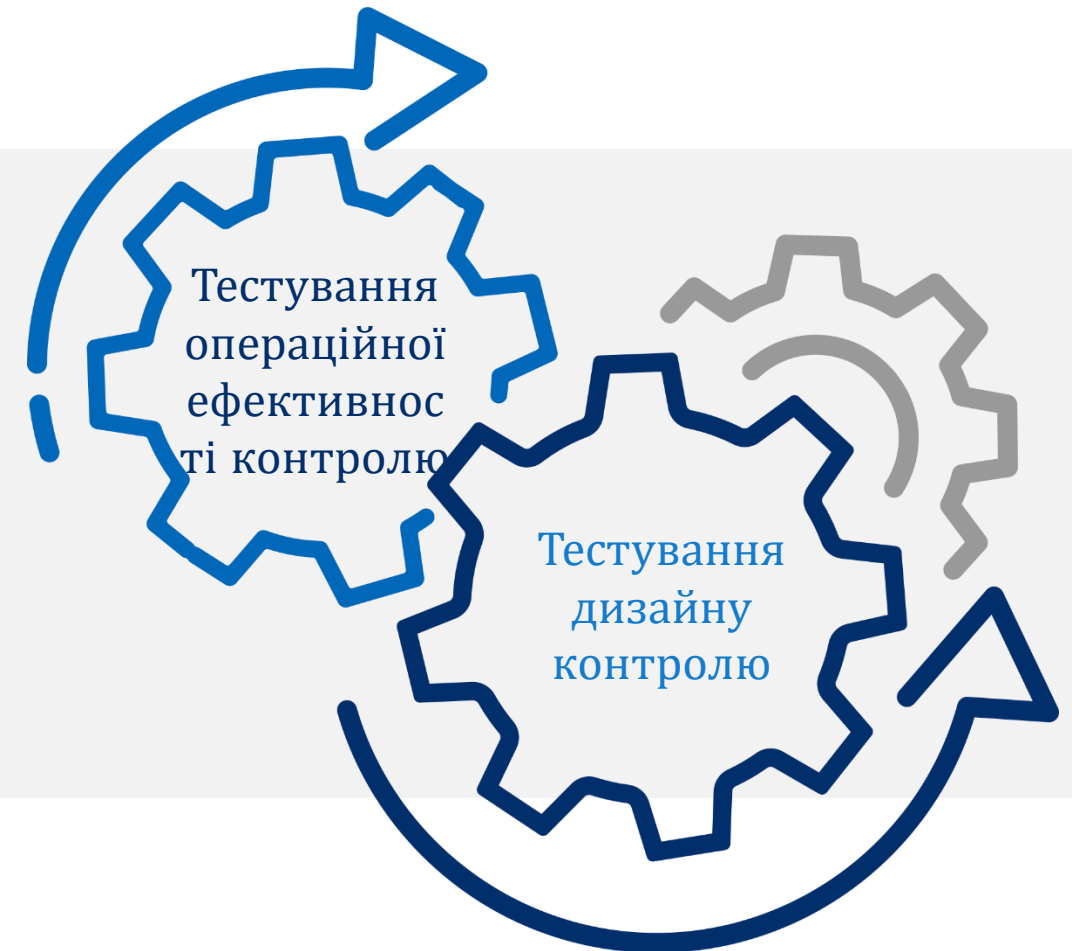 Тестування
операційної
ефективнос
ті контролю
Тестування
дизайну
контролю